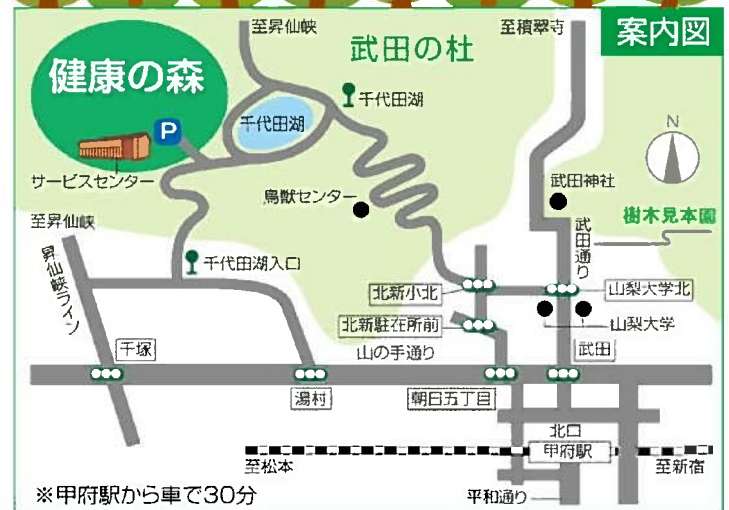 至昇仙峡
至積翠寺
案内図
武田の杜
健康の森
千代田湖
千代田湖
P
N
サービスセンター
鳥獣センター
武田神社
樹木見本園
至昇仙峡
武田通り
昇仙峡ライン
千代田湖入口
北新小北
山梨大学北
北新駐在所前
山梨大学
山の手通り
武田
千塚
湯村
朝日五丁目
北口
甲府駅
至松本
至新宿
※甲府駅から車で30分
平和通り